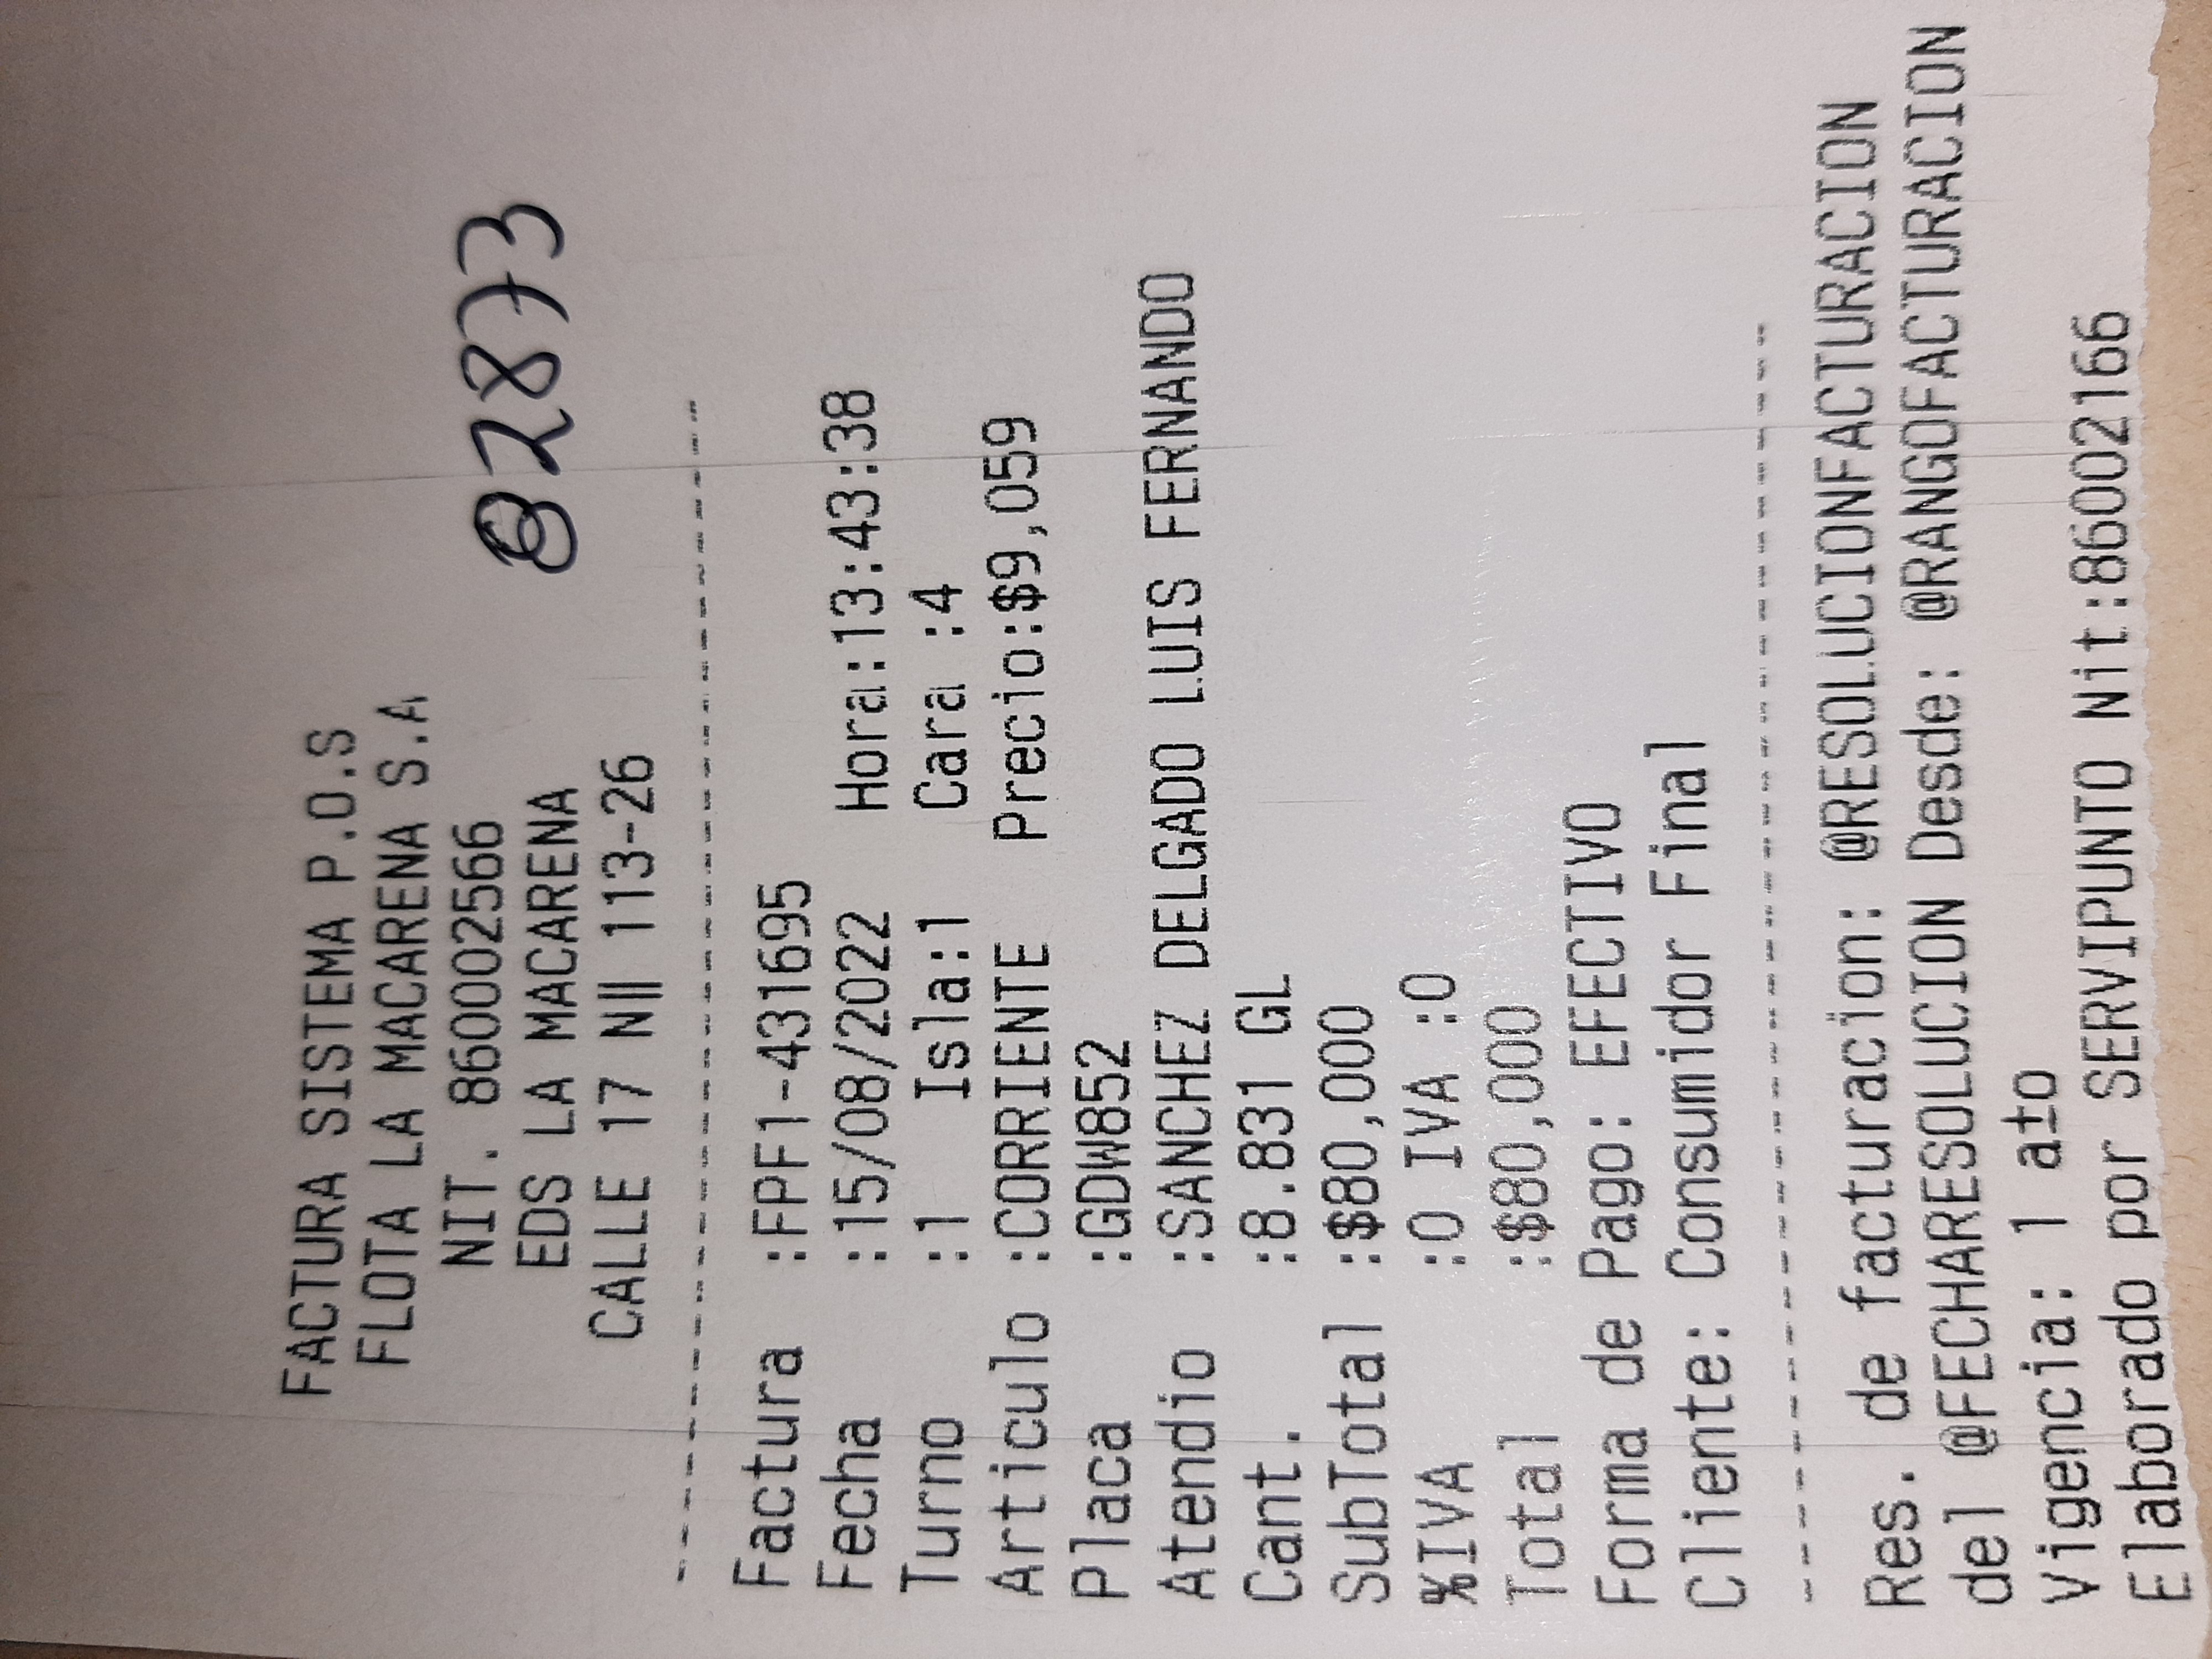 FACTURA SISTEMA P.O.S
FLOTA LA MACARENA S.A
NIT. 860002566
EDS LA MACARENA
CALLE 17 N║ 113-26
82873
--------------------------------
Factura :FPF1-431695
Fecha :15/08/2022 Hora:13:43:38
Turno :1 Isla:1 Cara :4
Articulo :CORRIENTE Precio:$9,059
Placa :GDW852
Atendio :SANCHEZ DELGADO LUIS FERNANDO
Cant. :8.831 GL
SubTotal :$80,000
%IVA :0 IVA :0
Total :$80,000
Forma de Pago: EFECTIVO
Cliente: Consumidor Final
--------------------------------
Res. de facturacion: @RESOLUCIONFACTURACION
del @FECHARESOLUCION Desde: @RANGOFACTURACION
Vigencia: 1 a±o
Elaborado por SERVIPUNTO Nit:86002166